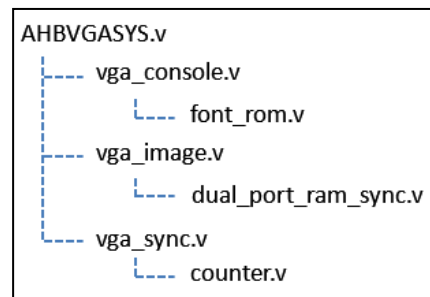 AHBVGASYS.v
vga_console.v
font_rom.v
vga_image.v
dual_port_ram_sync.v
vga_sync.v
counter.v